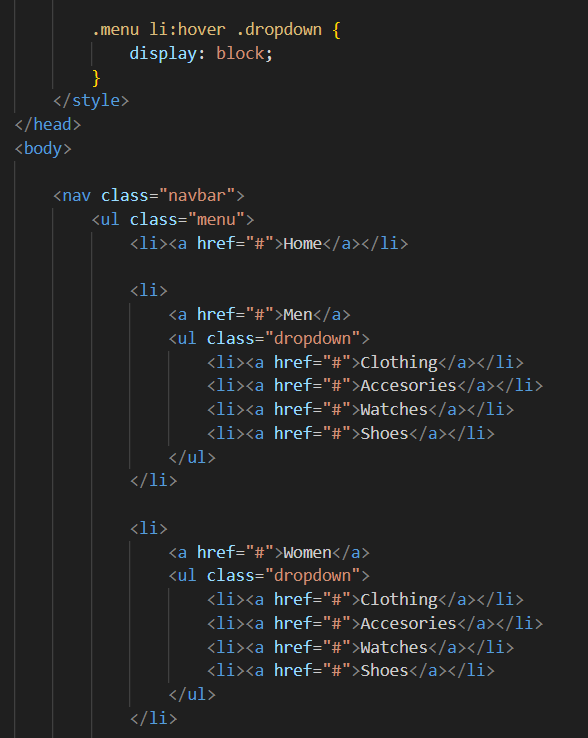 .menu li:hover .dropdown {
display: block;
}
</style>
</head>
<body>
<nav class="navbar">
<ul class="menu">
<li><a href="#">Home</a></li>
<li>
<a href="#">Men</a>
<ul class="dropdown">
<li><a href="#">Clothing</a></li>
<li><a href="#">Accesories</a></li>
<li><a href="#">Watches</a></li>
<li><a href="#">Shoes</a></li>
</ul>
</li>
<li>
<a href="#">Women</a>
<ul class="dropdown">
<li><a href="#">Clothing</a></li>
<li><a href="#">Accesories</a></li>
<li><a href="#">Watches</a></li>
<li><a href="#">Shoes</a></li>
</ul>
</li>